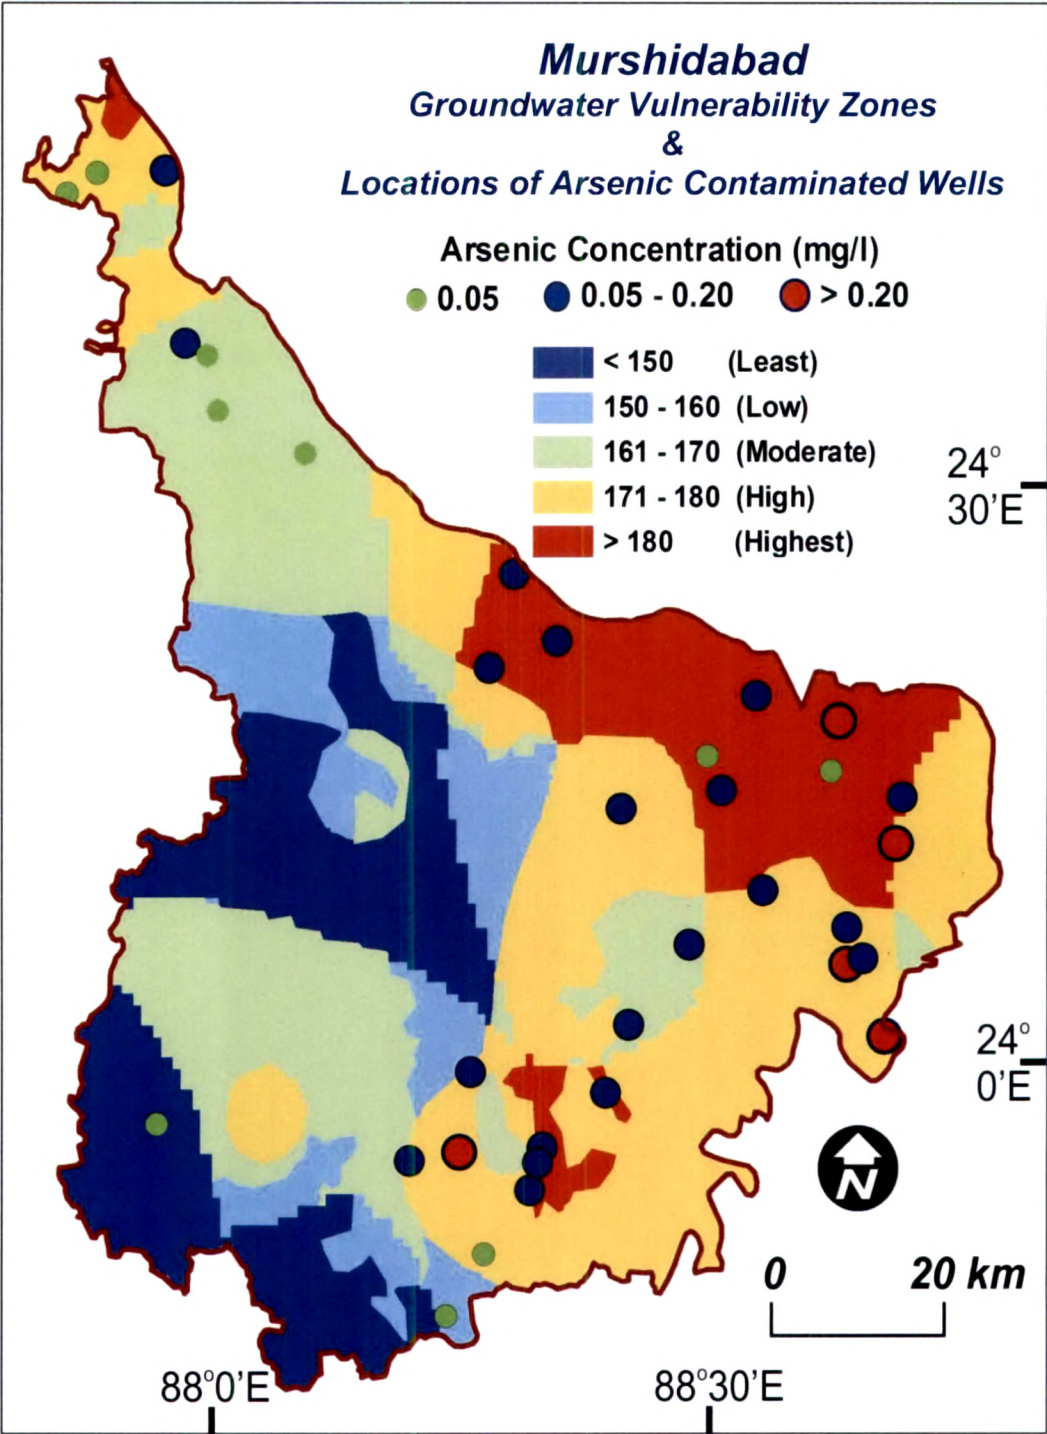 Murshidabad
Groundwater Vulnerability Zones
&
Locations of Arsenic Contaminated Wells
Arsenic Concentration (mg/l)
0.05 0.05 - 0.20 > 0.20
< 150 (Least)
150 - 160 (Low)
161 - 170 (Moderate)
171 - 180 (High)
> 180 (Highest)
24°
30'E
24°
0'E
N
0 20 km
88°0'E 88°30'E